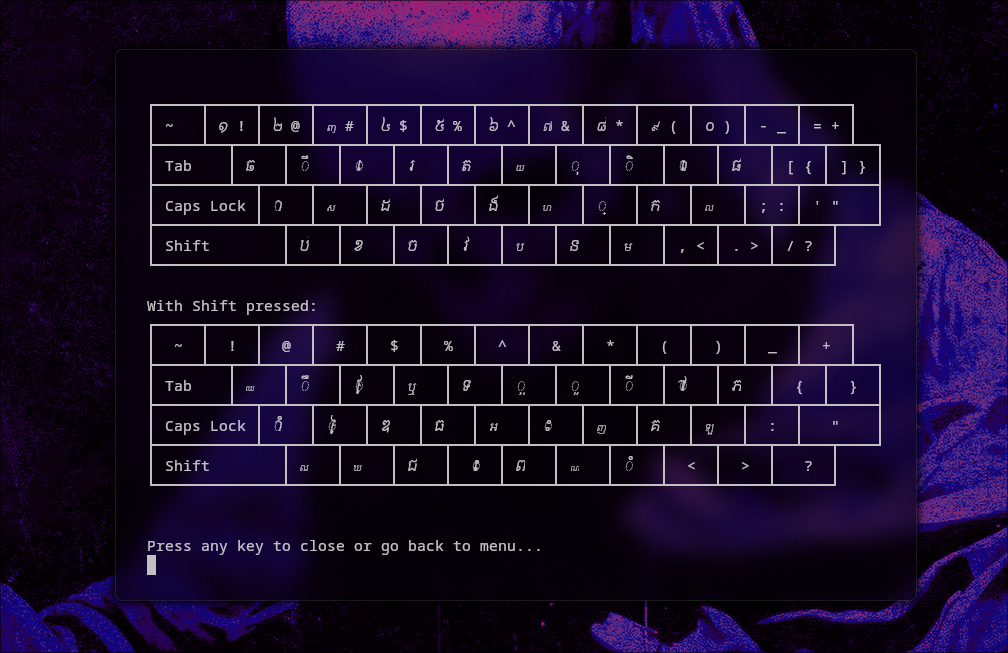 ~ ១ ! ២ @ ៣ # ៤ $ ៥ % ៦ ^ ៧ & ៨ * ៩ ( ០ ) - _ = +
Tab ឆ ឹ េ រ ត យ ុ ិ ោ ផ [ { ] }
Caps Lock ា ស ដ ថ ង ហ ្ ក ល ; : ' "
Shift ឋ ខ ច វ ប ន ម , < . > / ?
With Shift pressed:
~ ! @ # $ % ^ & * ( ) _ +
Tab ឈ ឺ ែ ឬ ទ ួ ូ ី ៅ ភ { }
Caps Lock ាំ ៃ ឌ ធ អ ះ ញ គ ឡ : "
Shift ឍ ឃ ជ េះ ព ណ ំ < > ?
Press any key to close or go back to menu...